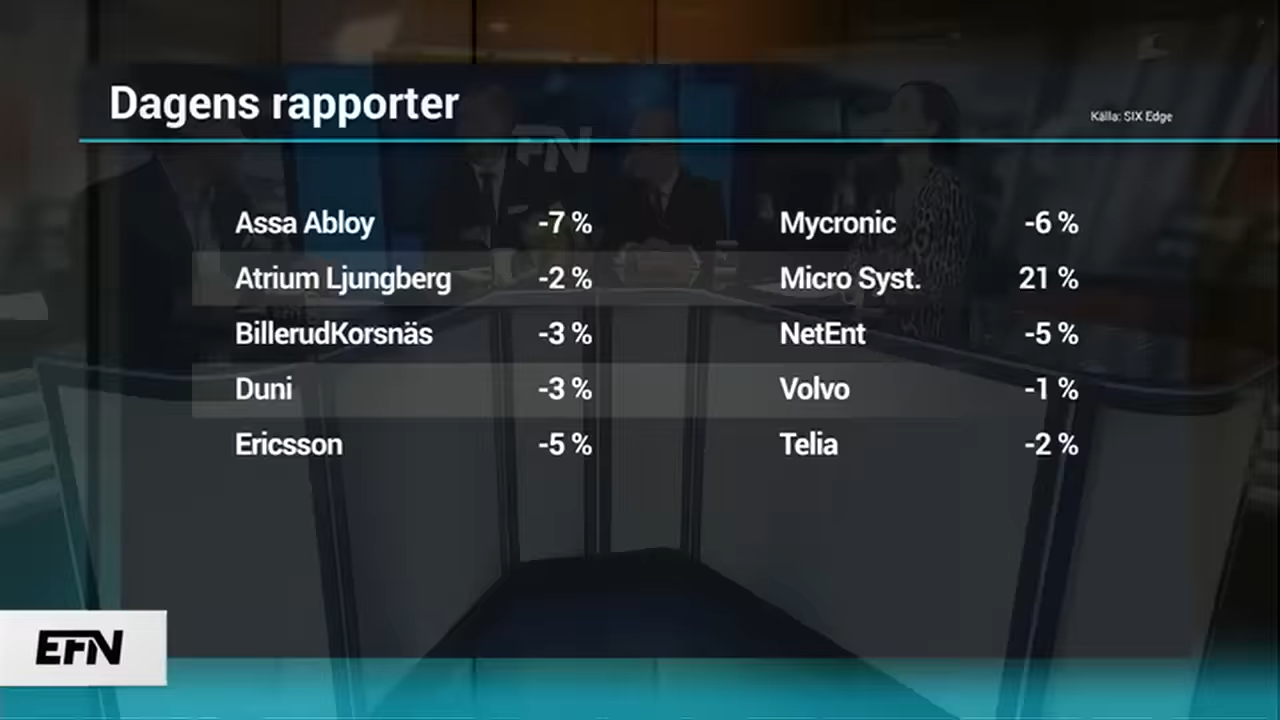 Dagens rapporter
Källa: SIX Edge
EFN
Assa Abloy -7 % Mycronic -6 %
Atrium Ljungberg -2 % Micro Syst. 21 %
BillerudKorsnäs -3 % NetEnt -5 %
Duni -3 % Volvo -1 %
Ericsson -5 % Telia -2 %
EFN